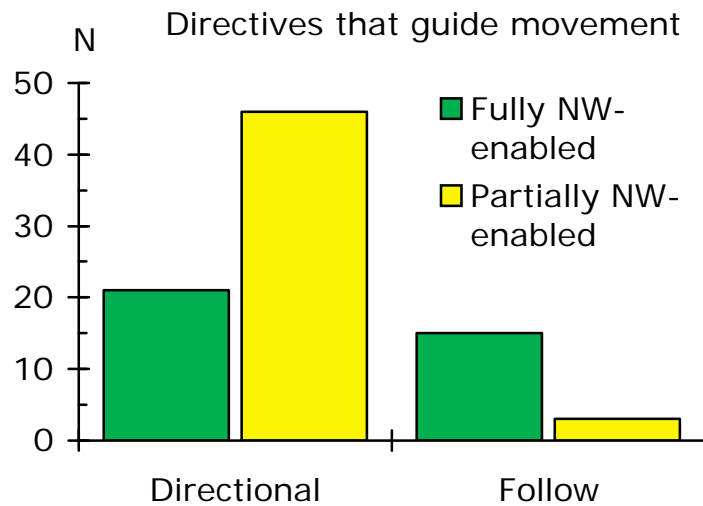 Directives that guide movement
N
50
40
30
20
10
0
Fully NW-
enabled
Partially NW-
enabled
Directional
Follow